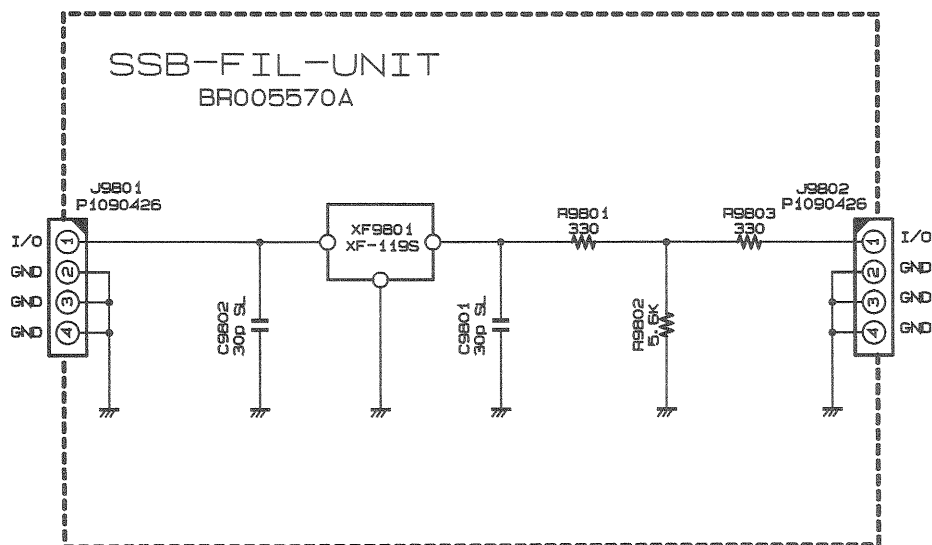 SSB-FIL-UNIT
BR005570A
J9801
P1090426
I/O
1
GND
2
GND
3
GND
4
XF9801
XF-119S
C9802
30p SL
C9801
30p SL
R9801
330
R9803
330
R9802
5.6K
J9802
P1090426
1
I/O
2
GND
3
GND
4
GND